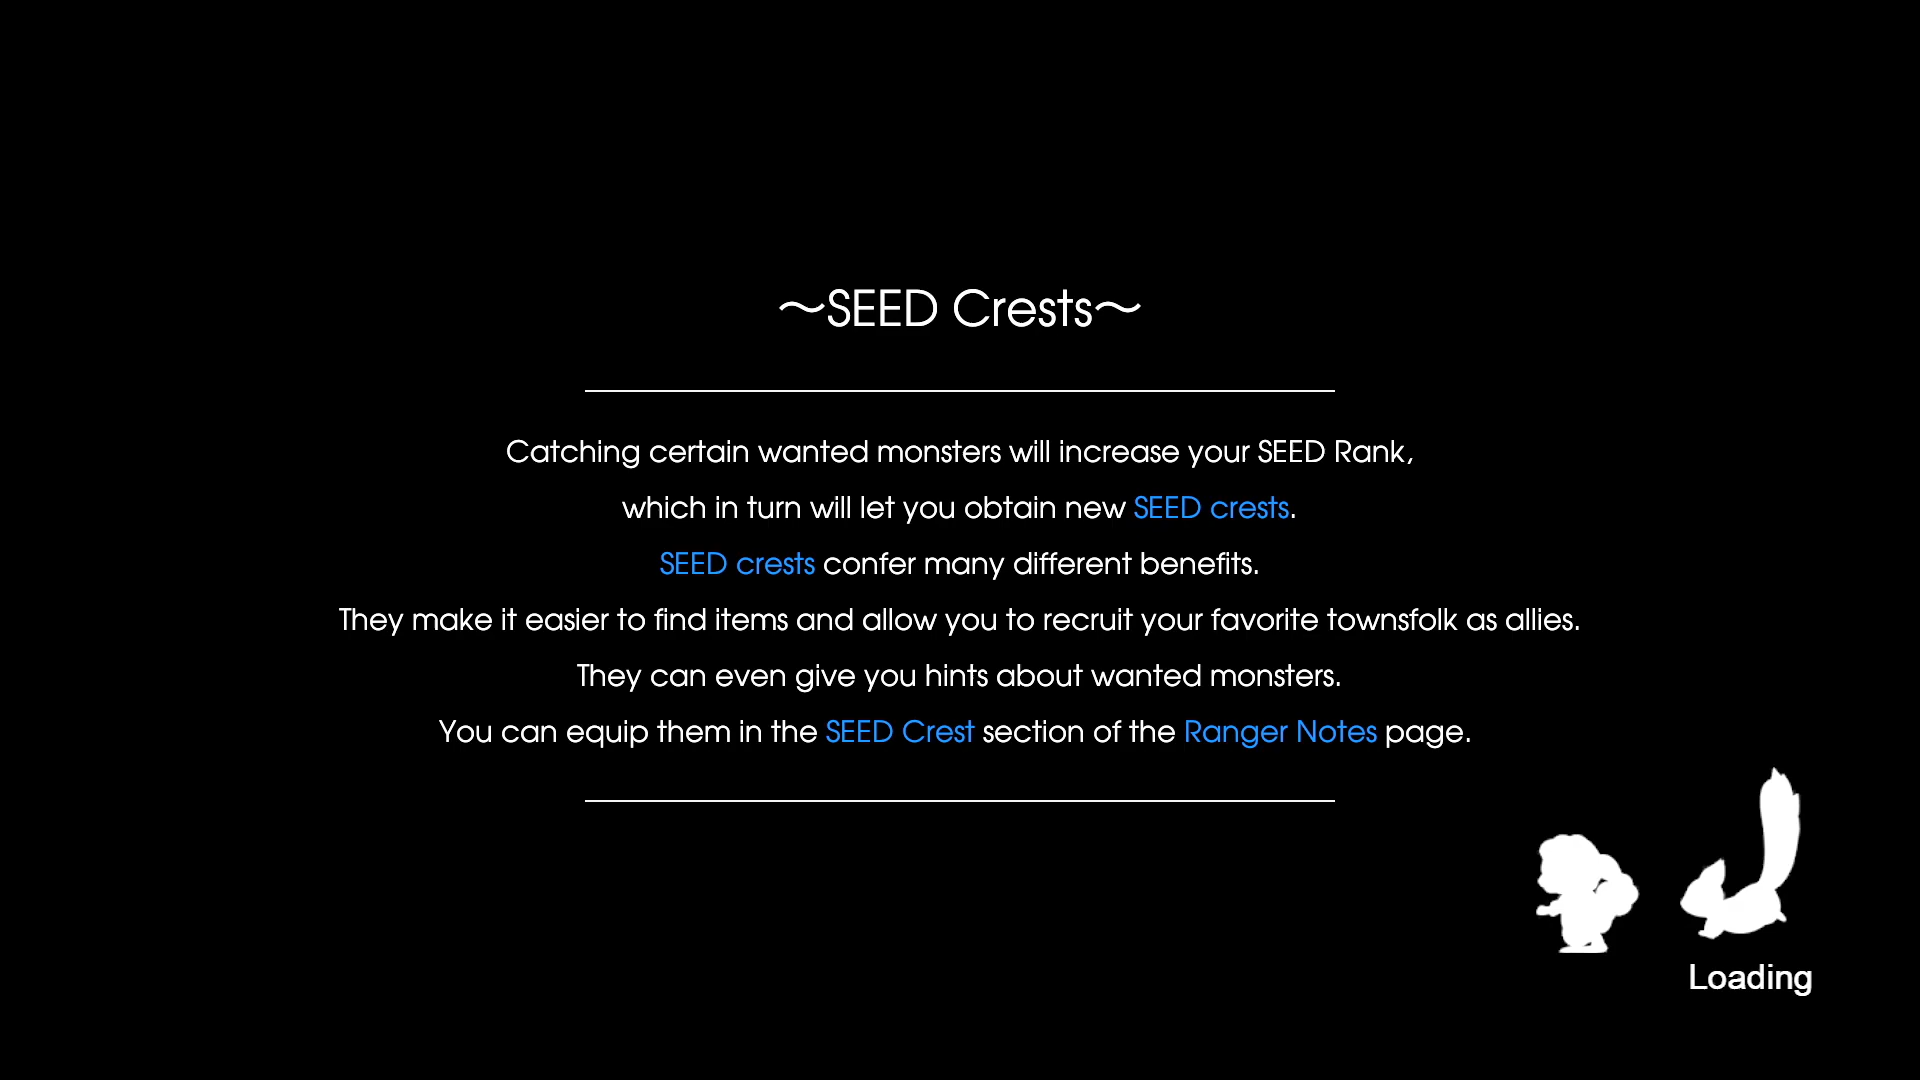 〜SEED Crests〜
Catching certain wanted monsters will increase your SEED Rank,
which in turn will let you obtain new SEED crests.
SEED crests confer many different benefits.
They make it easier to find items and allow you to recruit your favorite townsfolk as allies.
They can even give you hints about wanted monsters.
You can equip them in the SEED Crest section of the Ranger Notes page.
Loading